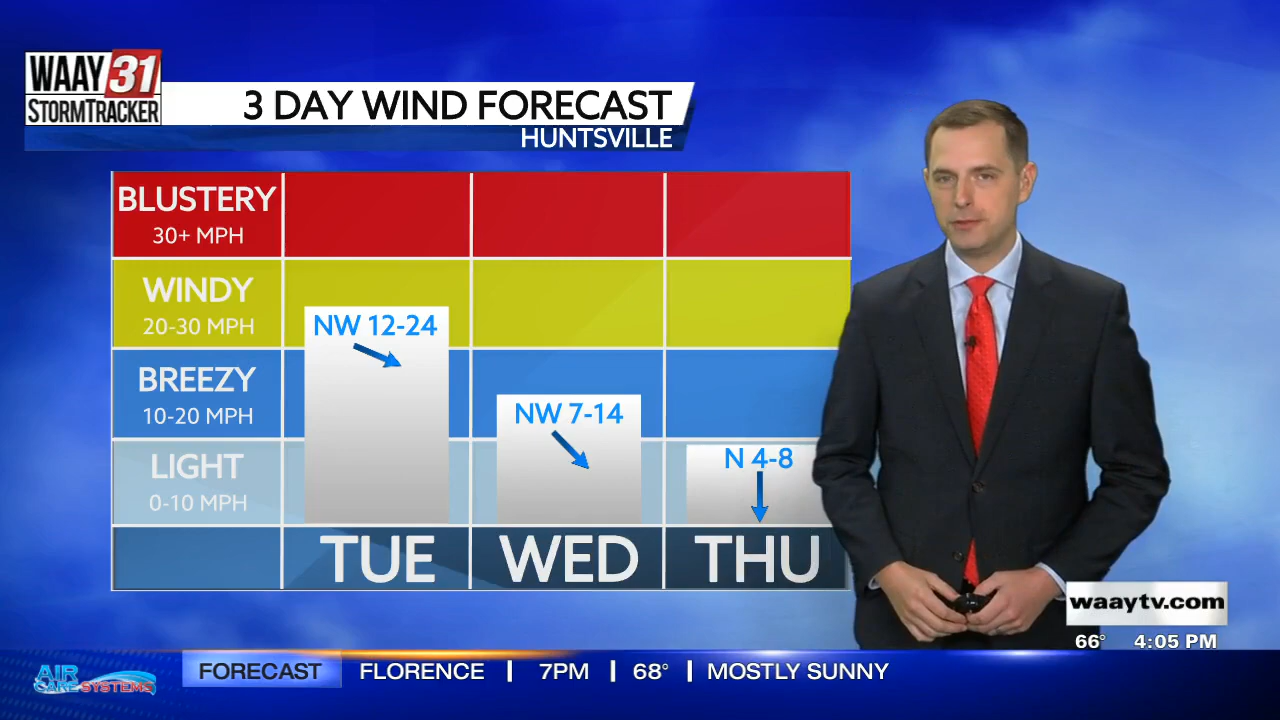 WAAY 31
STORMTRACKER
3 DAY WIND FORECAST
HUNTSVILLE
BLUSTERY
30+ MPH
WINDY
20-30 MPH
NW 12-24
BREEZY
10-20 MPH
NW 7-14
LIGHT
0-10 MPH
N 4-8
TUE WED THU
waaytv.com
66° 4:05 PM
AIR
CARE SYSTEMS
FORECAST FLORENCE | 7PM | 68° | MOSTLY SUNNY